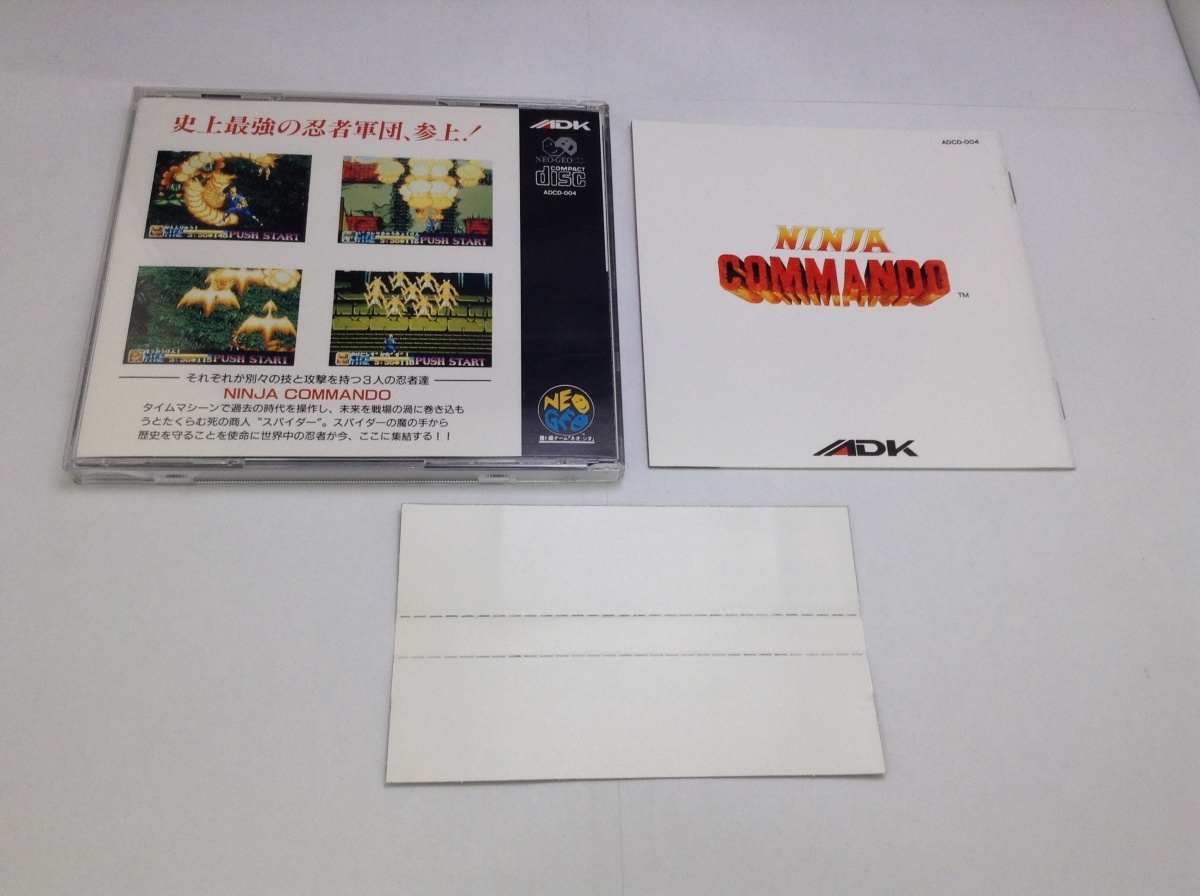 史上最強の忍者軍団、参上!
ADK
NEO・GEO
COMPACT
disc
ADCD-004
PUSH START
PUSH START
PUSH START
PUSH START
それぞれが別々の技と攻撃を持つ3人の忍者達
NINJA COMMANDO
タイムマシーンで過去の時代を操作し、未来を戦場の渦に巻き込も
うとたくらむ死の商人“スパイダー”。スパイダーの魔の手から
歴史を守ることを使命に世界中の忍者が今、ここに集結する!!
NEO
GEO
ADCD-004
NINJA
COMMANDO
TM
ADK